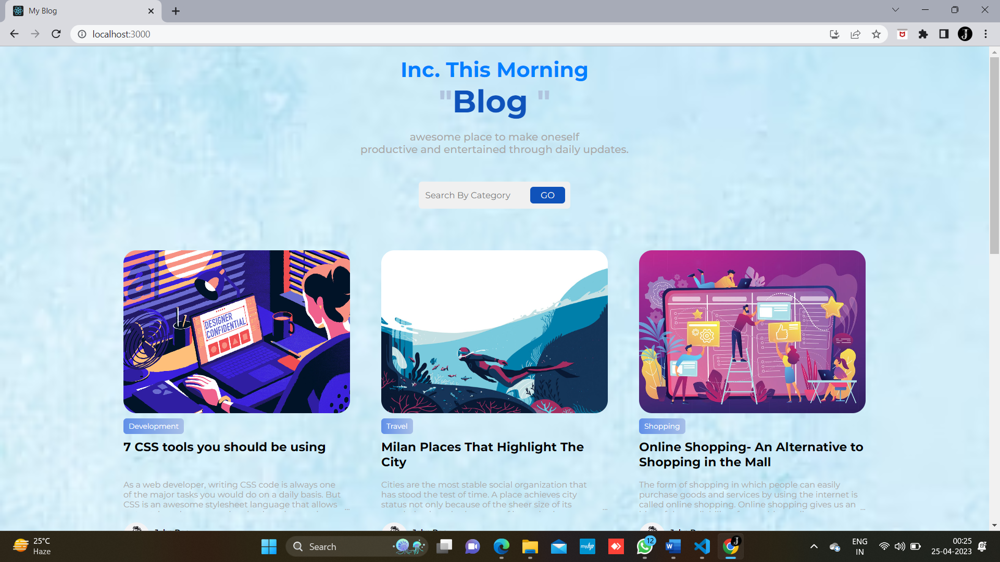 My Blog
localhost:3000
Inc. This Morning
"Blog "
awesome place to make oneself
productive and entertained through daily updates.
Search By Category
GO
DESIGNER
CONFIDENTIAL
Development
7 CSS tools you should be using
As a web developer, writing CSS code is always one
of the major tasks you would do on a daily basis. But
CSS is an awesome stylesheet language that allows
...
Travel
Milan Places That Highlight The
City
Cities are the most stable social organization that
has stood the test of time. A place achieves city
status not only because of the sheer size of its
...
Shopping
Online Shopping- An Alternative to
Shopping in the Mall
The form of shopping in which people can easily
purchase goods and services by using the internet is
called online shopping. Online shopping gives us an
...
25°C
Haze
Search
myhp
12
W
ENG
IN
00:25
25-04-2023